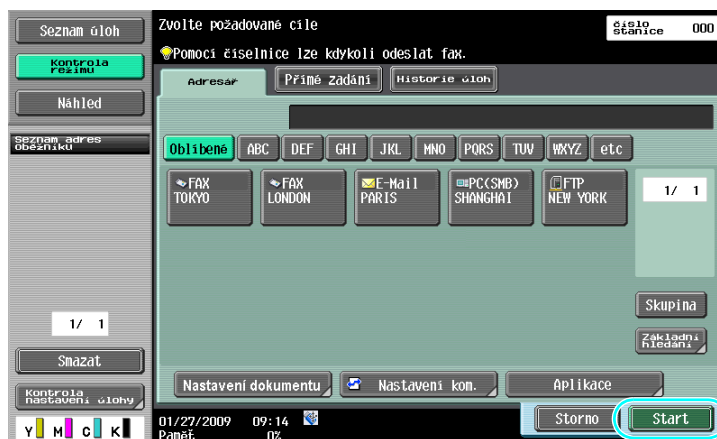 Seznam úloh
Kontrola
režimu
Náhled
Seznam adres
oběžníku
1/ 1
Smazat
Kontrola
nastavení úlohy
Y M C K
Zvolte požadované cíle
číslo
stanice 000
Pomocí číselnice lze kdykoli odeslat fax.
Adresář Přímé zadání Historie úloh
Oblíbené ABC DEF GHI JKL MNO PQRS TUV WXYZ etc
FAX
TOKYO
FAX
LONDON
E-Mail
PARIS
PC(SMB)
SHANGHAI
FTP
NEW YORK
1/ 1
Skupina
Základní
hledání
Nastavení dokumentu Nastavení kom. Aplikace
01/27/2009 09:14
Paměť 0%
Storno Start